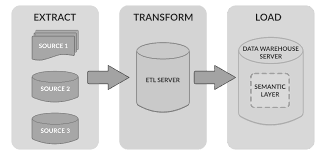 EXTRACT
SOURCE 1
SOURCE 2
SOURCE 3
TRANSFORM
ETL SERVER
LOAD
DATA WAREHOUSE
SERVER
SEMANTIC
LAYER